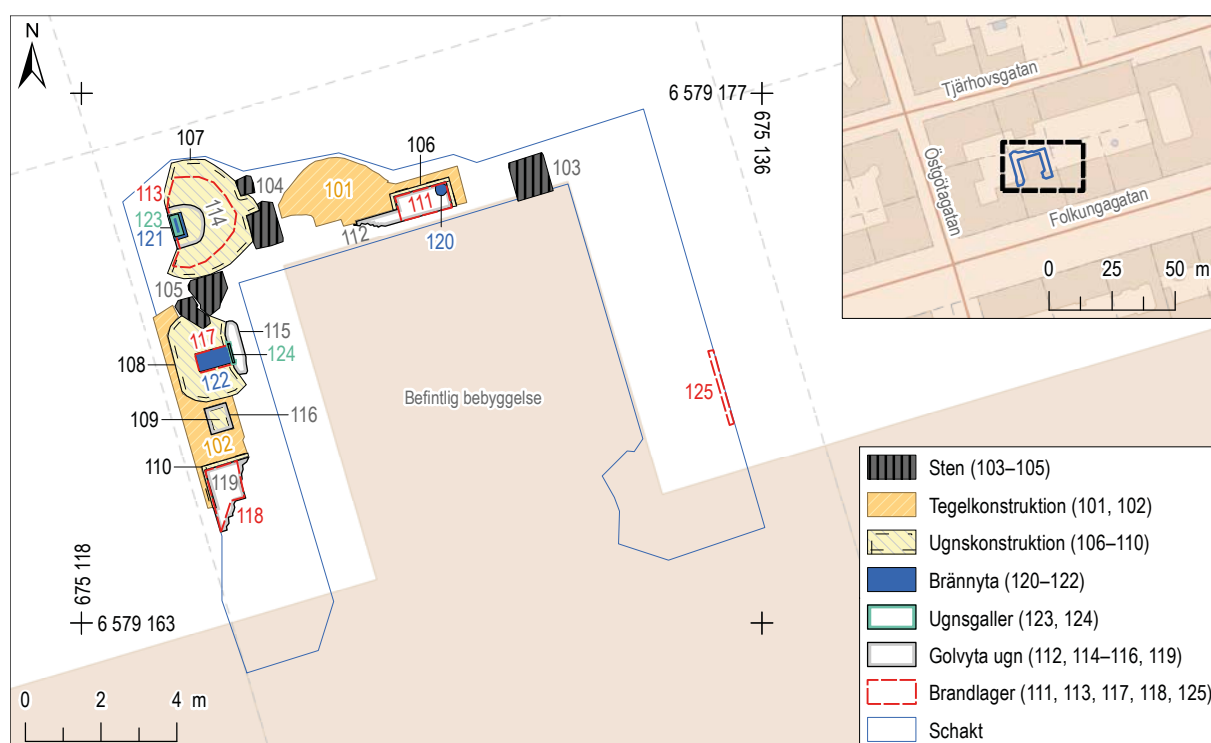 N
6 579 177
675 136
107
106
103
104
113
101
111
114
123
121
112
120
105
117
115
124
108
122
109
116
102
110
119
118
125
Befintlig bebyggelse
675 118
6 579 163
0 2 4 m
Tjärhovsgatan
Östgötagatan
Folkungagatan
0 25 50 m
Sten (103–105)
Tegelkonstruktion (101, 102)
Ugnskonstruktion (106–110)
Brännyta (120–122)
Ugnsgaller (123, 124)
Golvyta ugn (112, 114–116, 119)
Brandlager (111, 113, 117, 118, 125)
Schakt